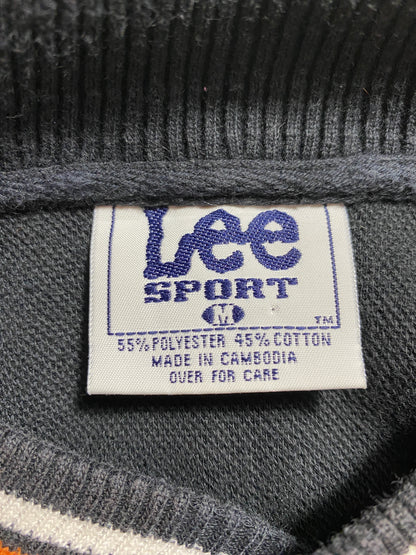 Lee
SPORT
M
TM
55% POLYESTER 45% COTTON
MADE IN CAMBODIA
OVER FOR CARE